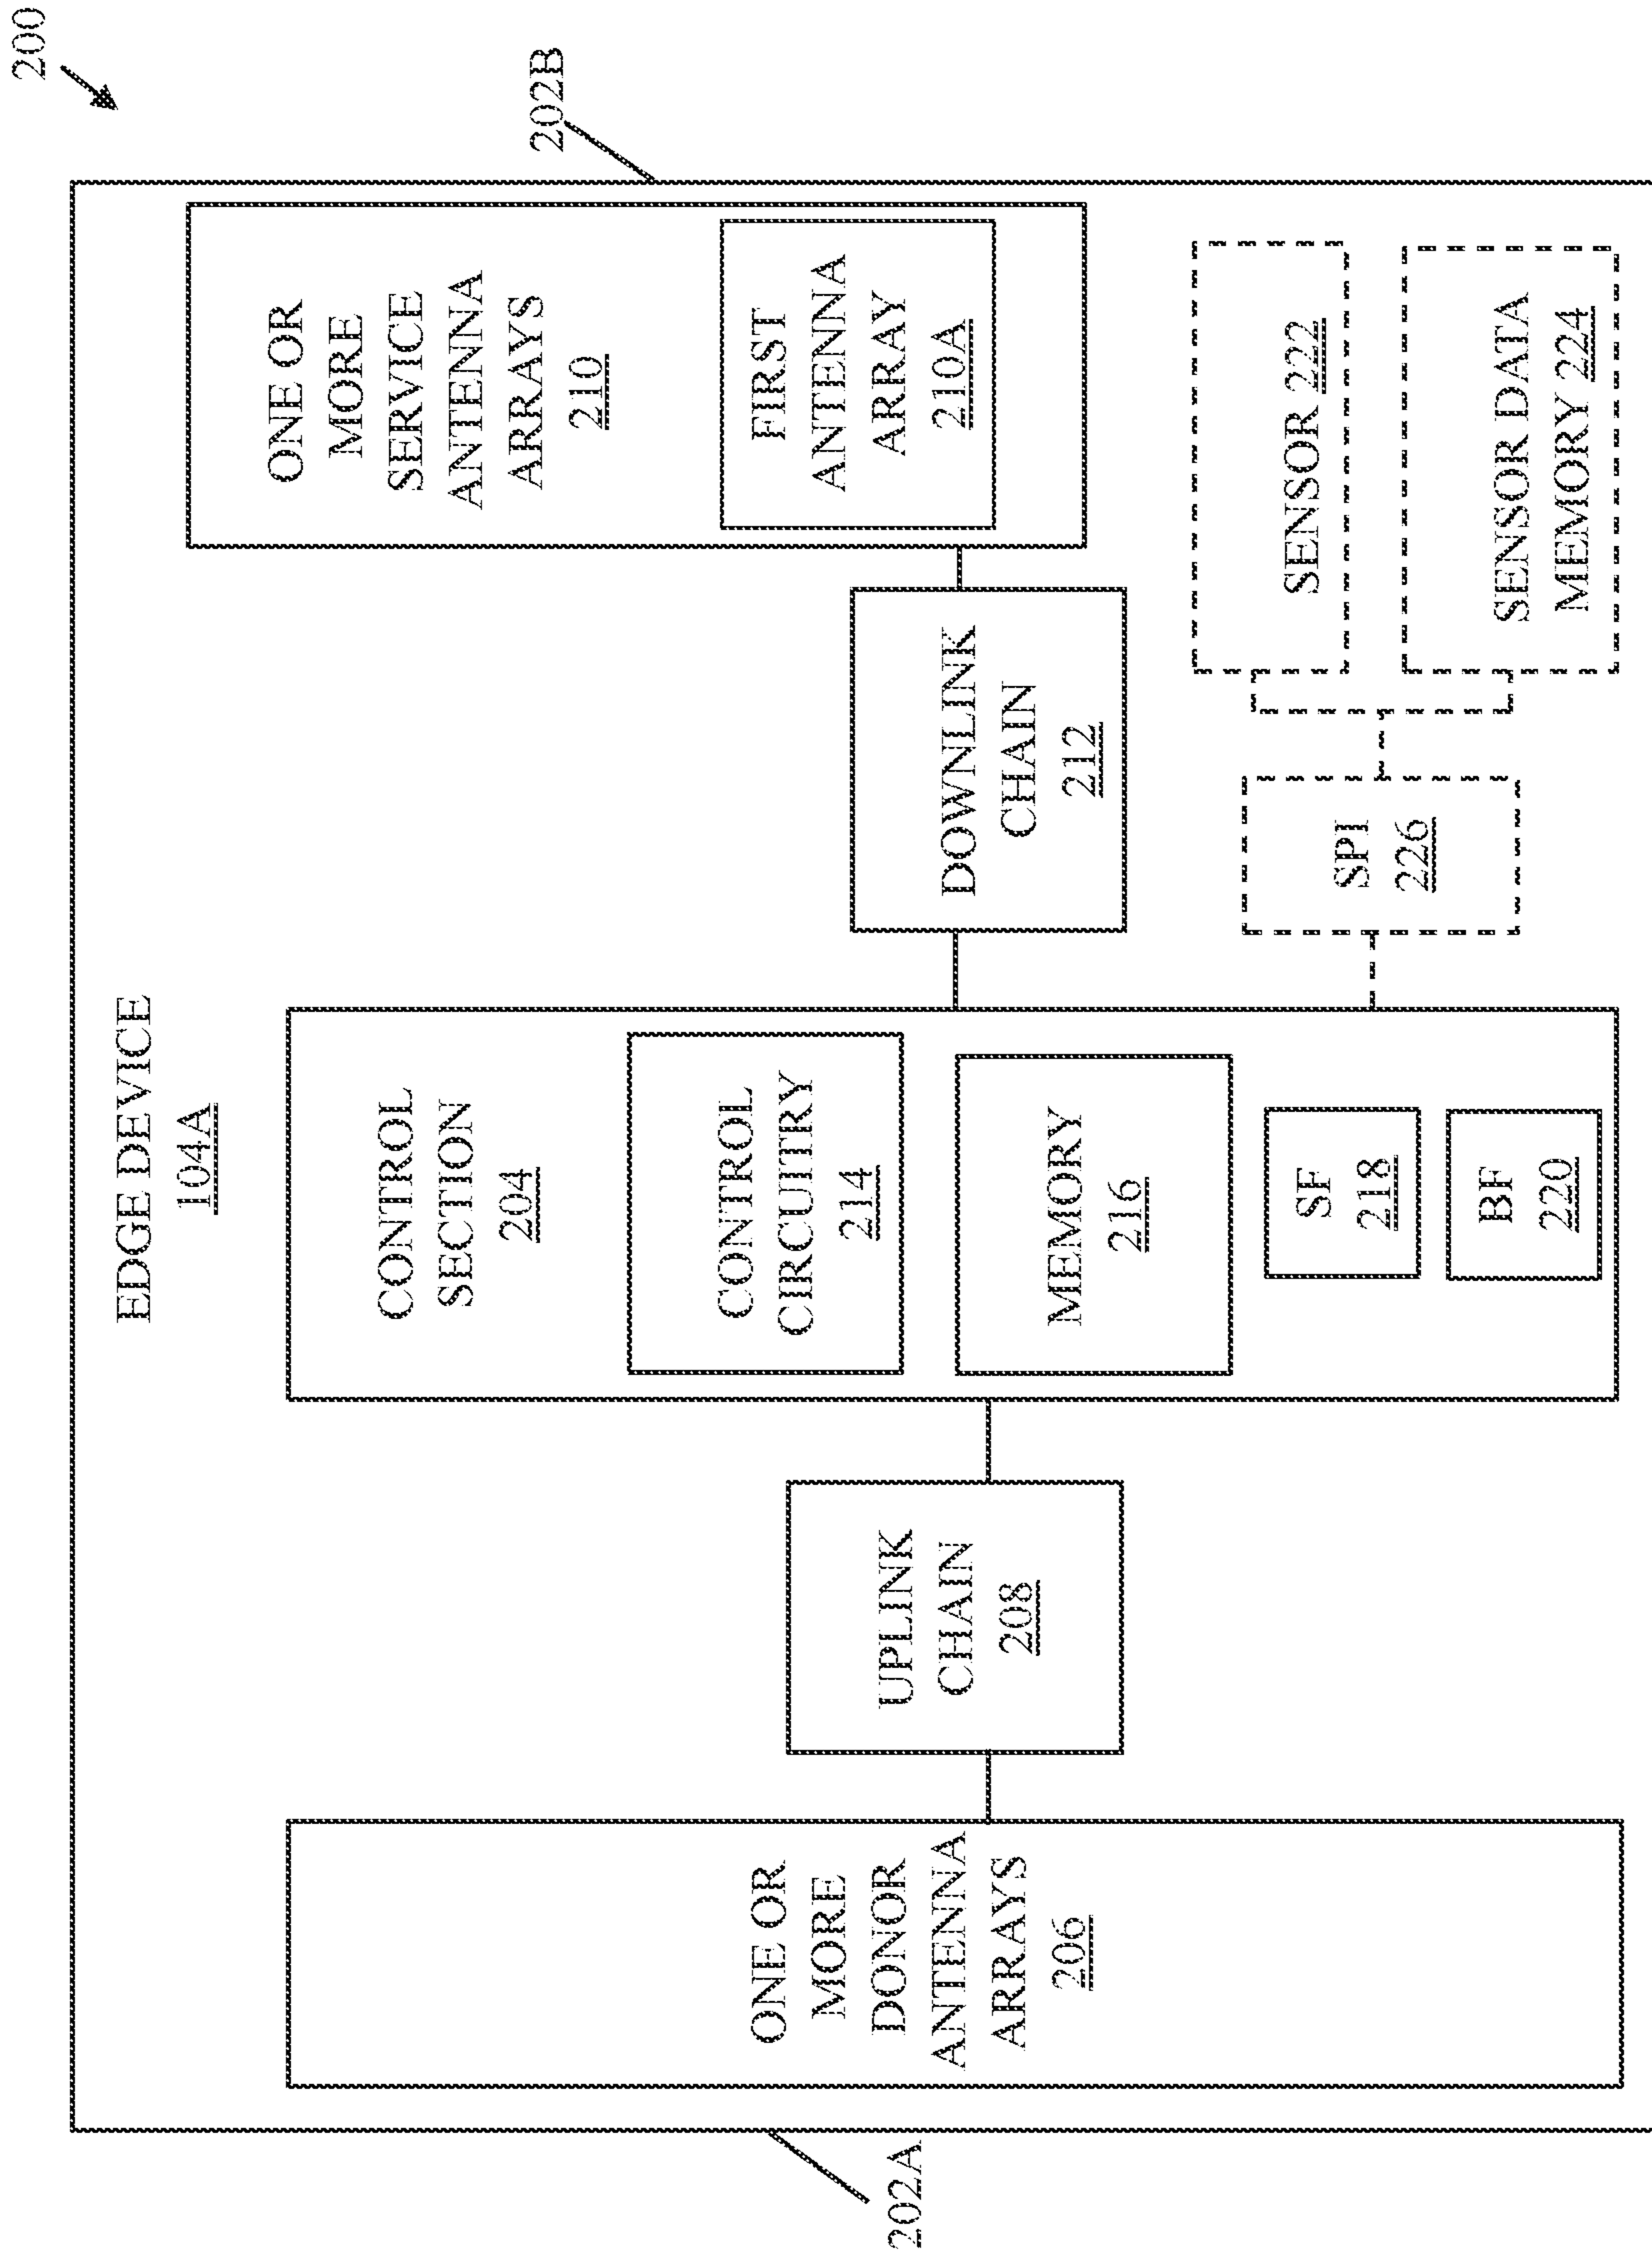 200
EDGE DEVICE
104A
202A
202B
ONE OR
MORE
DONOR
ANTENNA
ARRAYS
206
UPLINK
CHAIN
208
CONTROL
SECTION
204
CONTROL
CIRCUITRY
214
MEMORY
216
SF
218
BF
220
DOWNLINK
CHAIN
212
ONE OR
MORE
SERVICE
ANTENNA
ARRAYS
210
FIRST
ANTENNA
ARRAY
210A
SPI
226
SENSOR 222
SENSOR DATA
MEMORY 224